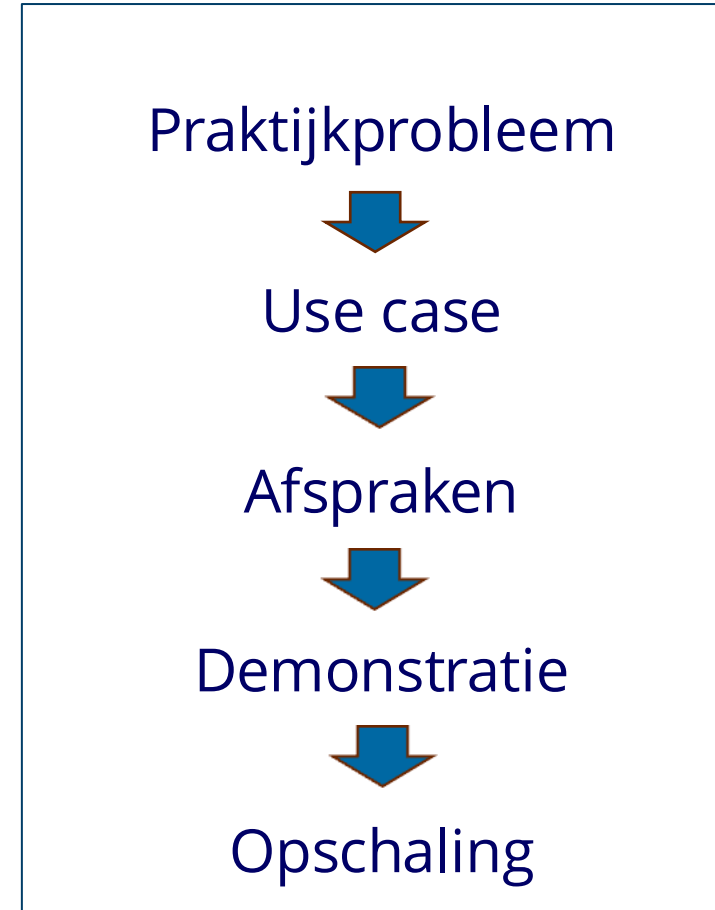 Praktijkprobleem
Use case
Afspraken
Demonstratie
Opschaling